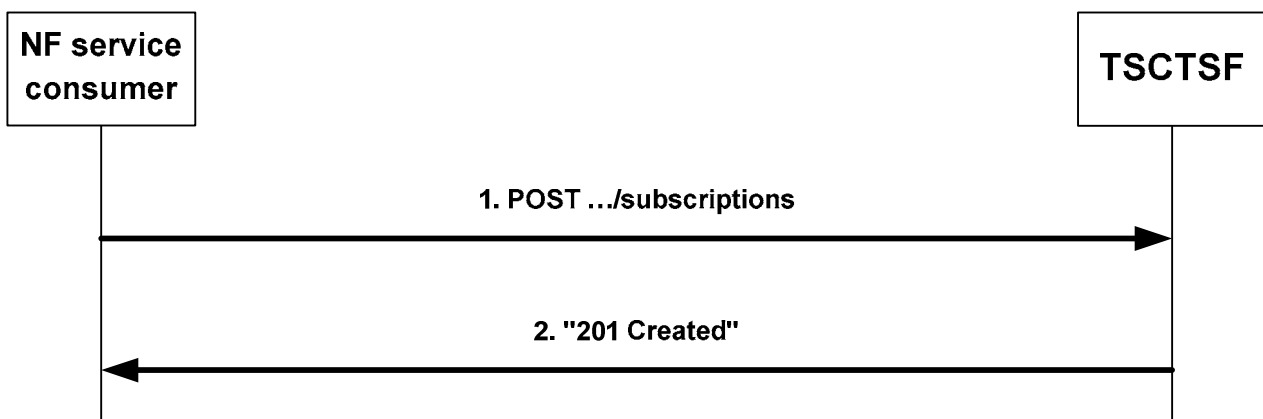 NF service
consumer
TSCTSF
1. POST .../subscriptions
2. "201 Created"